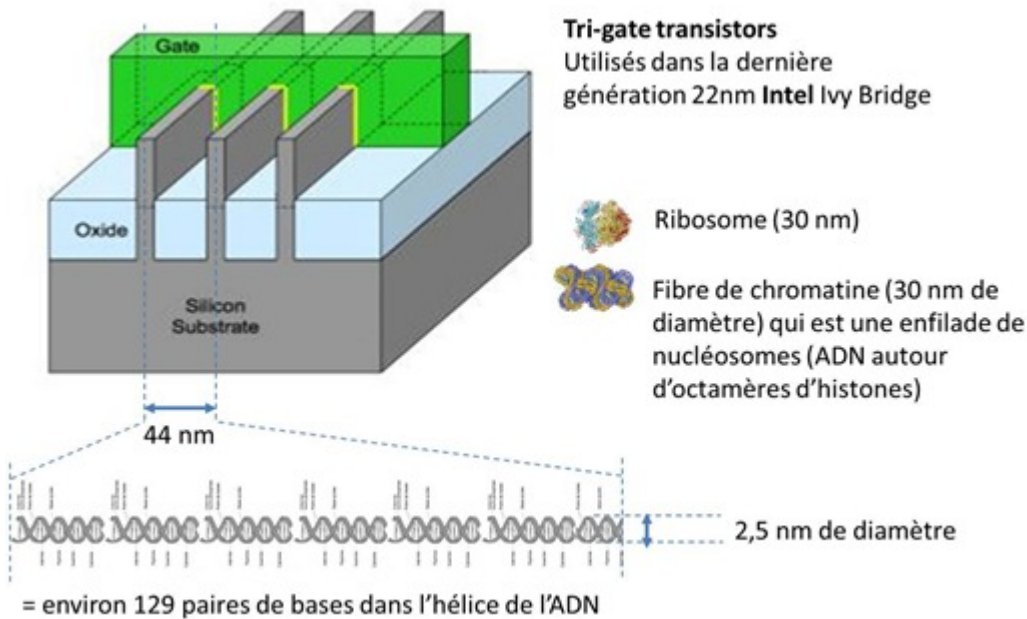 Gate
Oxide
Silicon
Substrate
44 nm
Tri-gate transistors
Utilisés dans la dernière
génération 22nm Intel Ivy Bridge
Ribosome (30 nm)
Fibre de chromatine (30 nm de
diamètre) qui est une enfilade de
nucléosomes (ADN autour
d’octamères d’histones)
2,5 nm de diamètre
= environ 129 paires de bases dans l’hélice de l’ADN